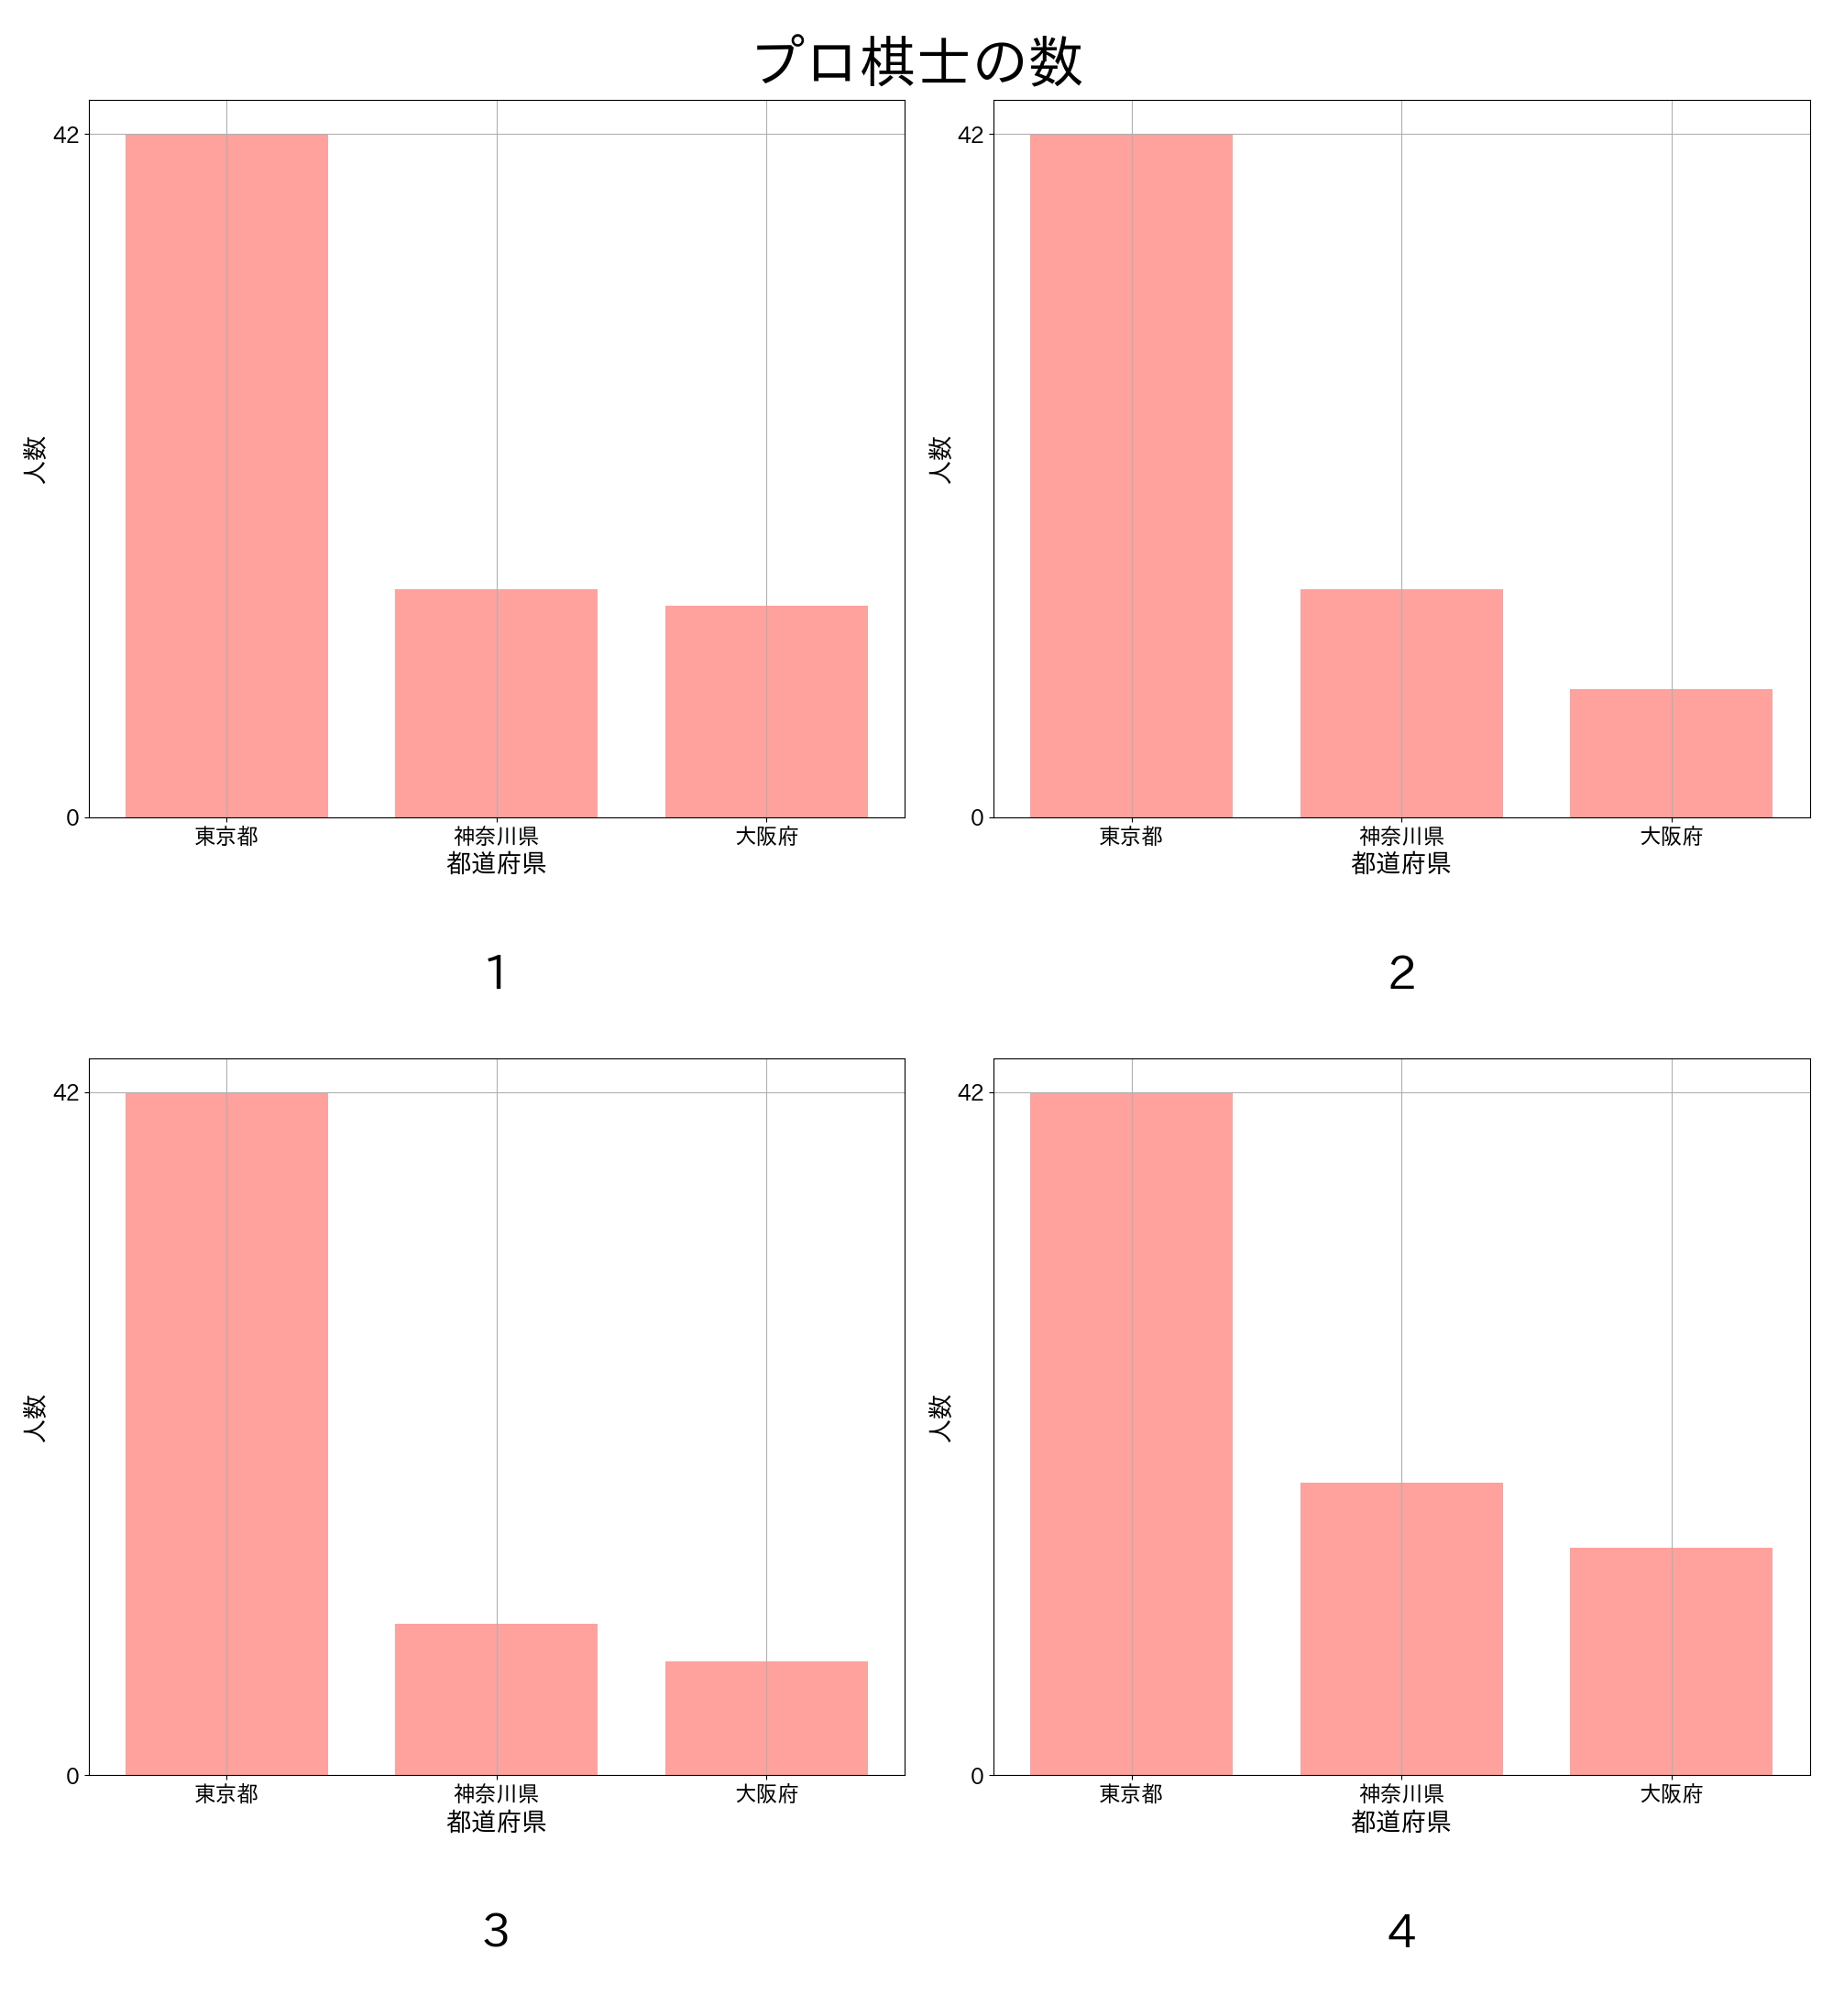 プロ棋士の数
42
人数
0
東京都 神奈川県 大阪府
都道府県
1
42
人数
0
東京都 神奈川県 大阪府
都道府県
2
42
人数
0
東京都 神奈川県 大阪府
都道府県
3
42
人数
0
東京都 神奈川県 大阪府
都道府県
4